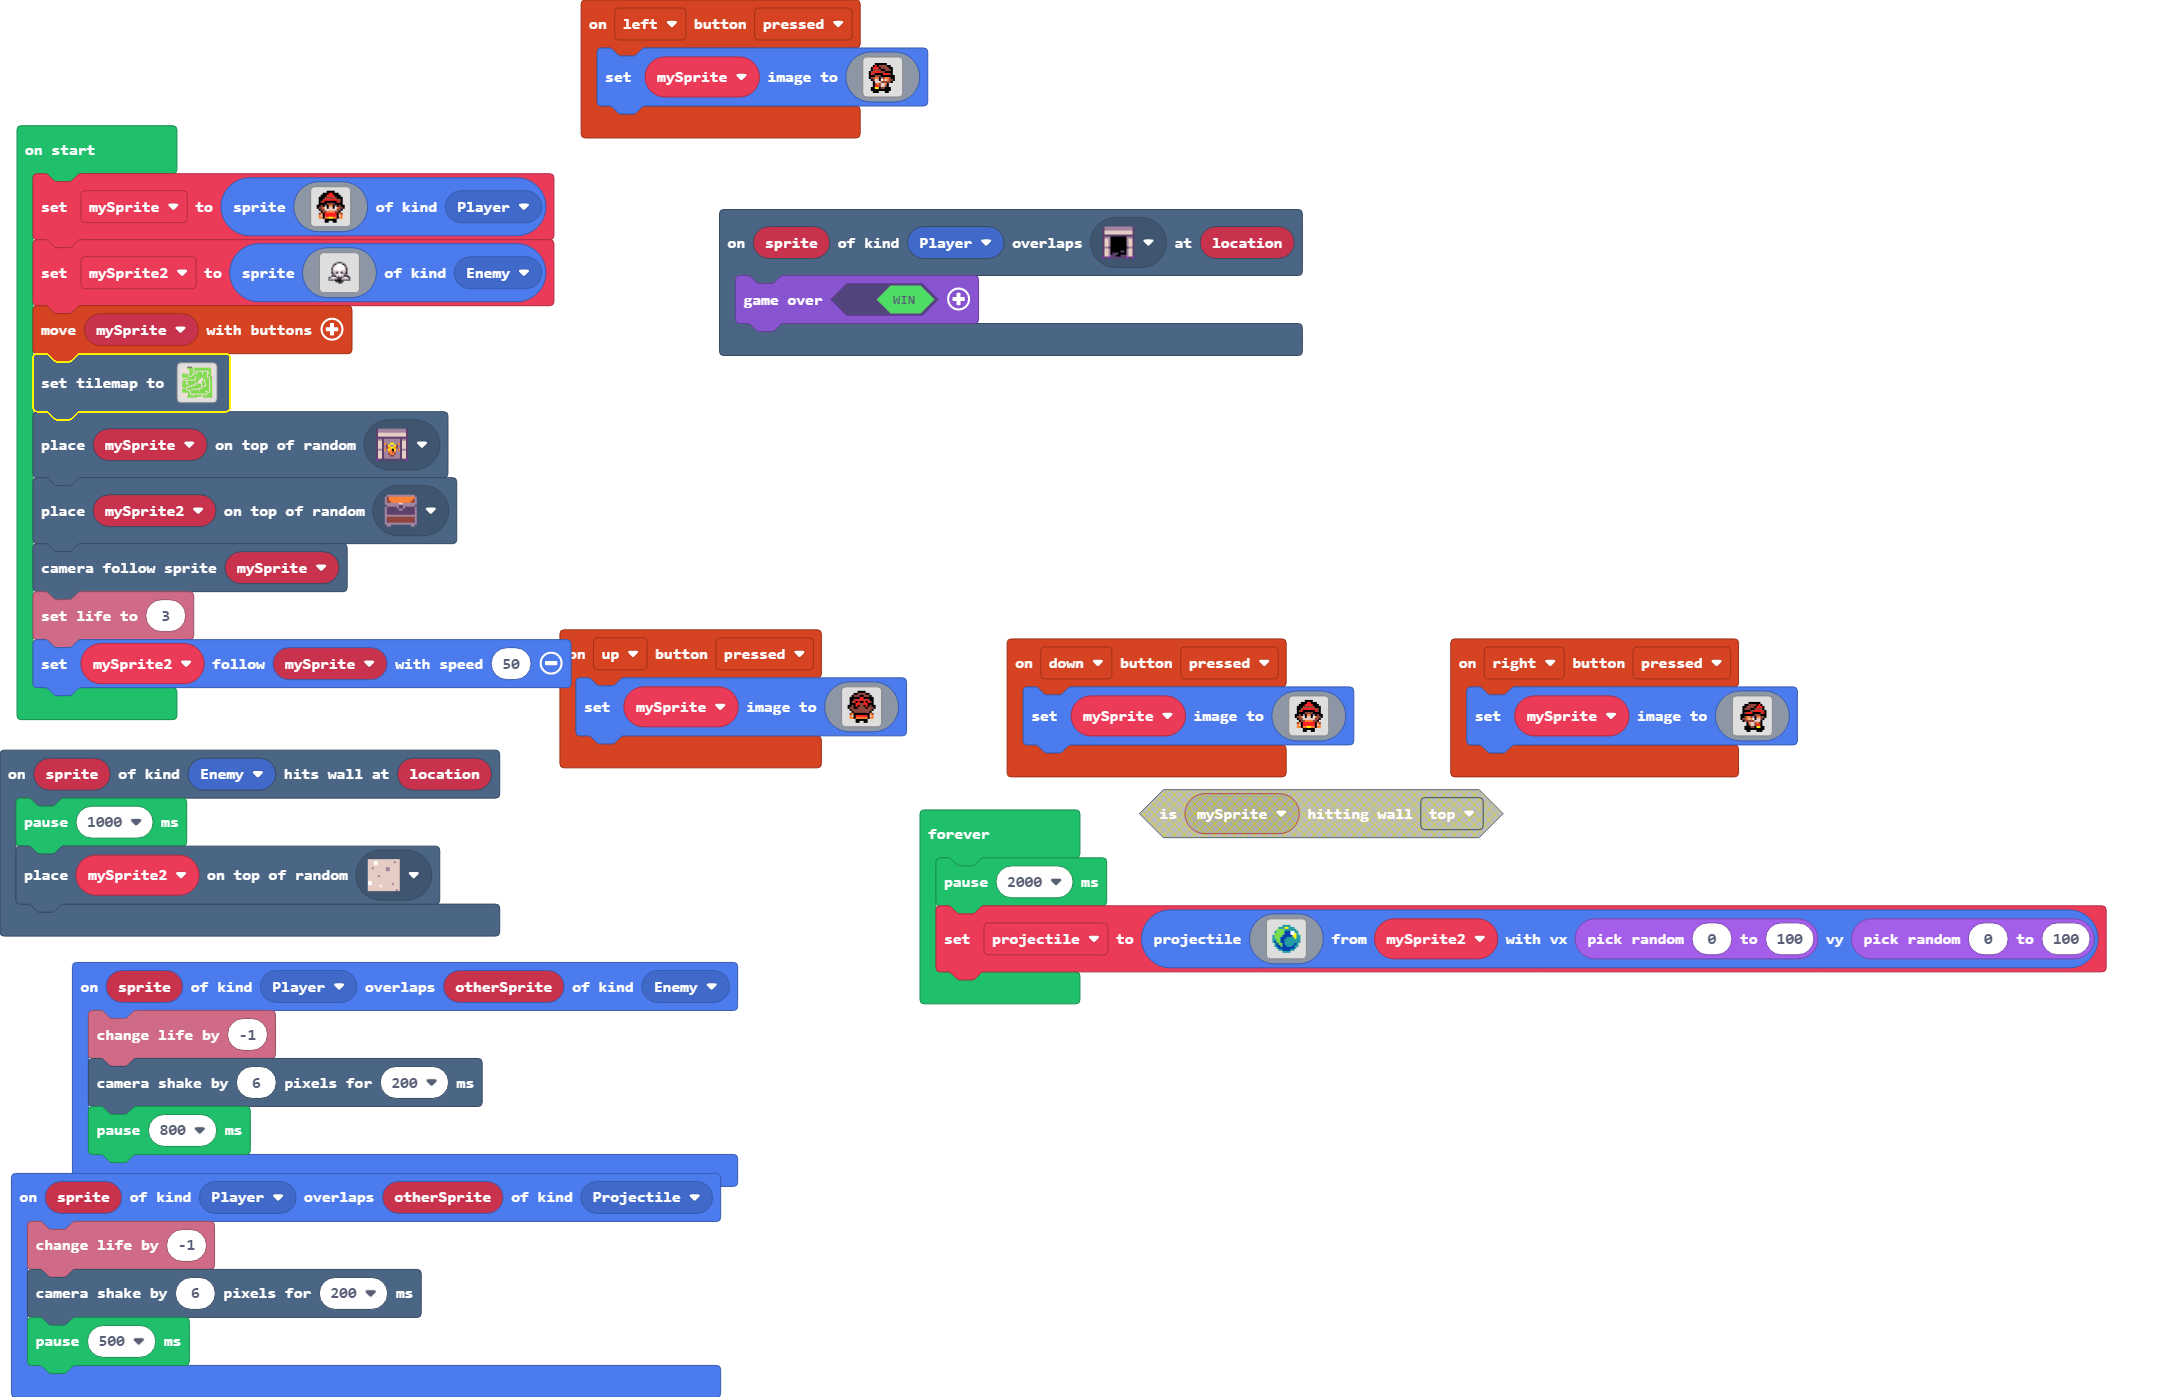 on left button pressed
set mySprite image to
on start
set mySprite to sprite of kind Player
set mySprite2 to sprite of kind Enemy
move mySprite with buttons
set tilemap to
place mySprite on top of random
place mySprite2 on top of random
camera follow sprite mySprite
set life to 3
set mySprite2 follow mySprite with speed 50
on sprite of kind Player overlaps at location
game over WIN
on up button pressed
set mySprite image to
on down button pressed
set mySprite image to
on right button pressed
set mySprite image to
on sprite of kind Enemy hits wall at location
pause 1000 ms
place mySprite2 on top of random
is mySprite hitting wall top
forever
pause 2000 ms
set projectile to projectile from mySprite2 with vx pick random 0 to 100 vy pick random 0 to 100
on sprite of kind Player overlaps otherSprite of kind Enemy
change life by -1
camera shake by 6 pixels for 200 ms
pause 800 ms
on sprite of kind Player overlaps otherSprite of kind Projectile
change life by -1
camera shake by 6 pixels for 200 ms
pause 500 ms